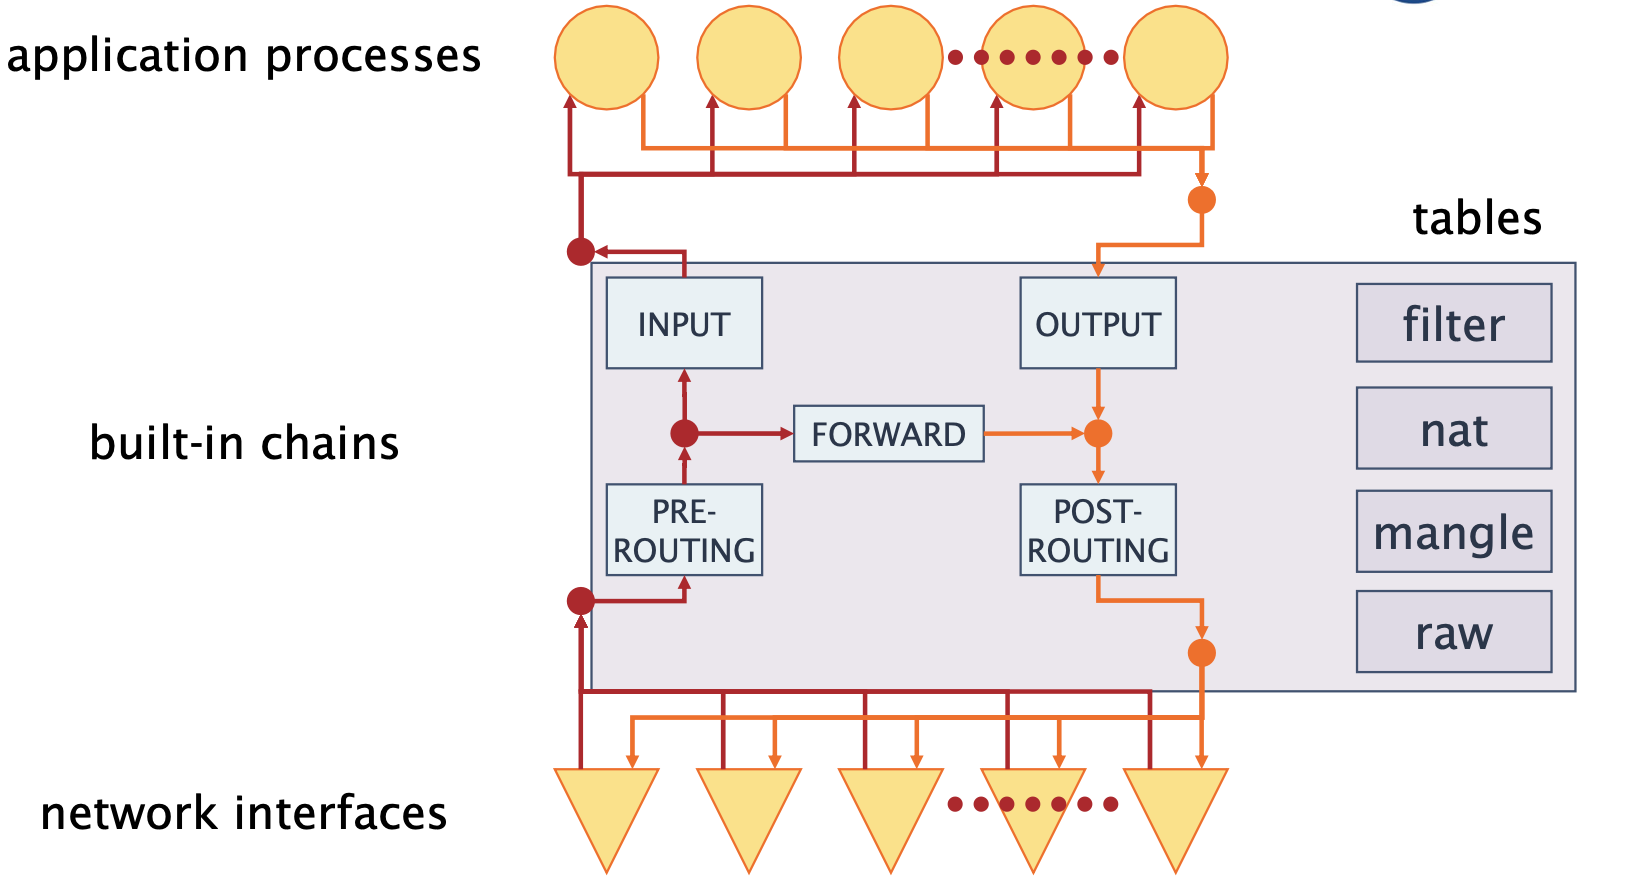 application processes
tables
INPUT
OUTPUT
filter
built-in chains
FORWARD
nat
PRE-
ROUTING
POST-
ROUTING
mangle
raw
network interfaces